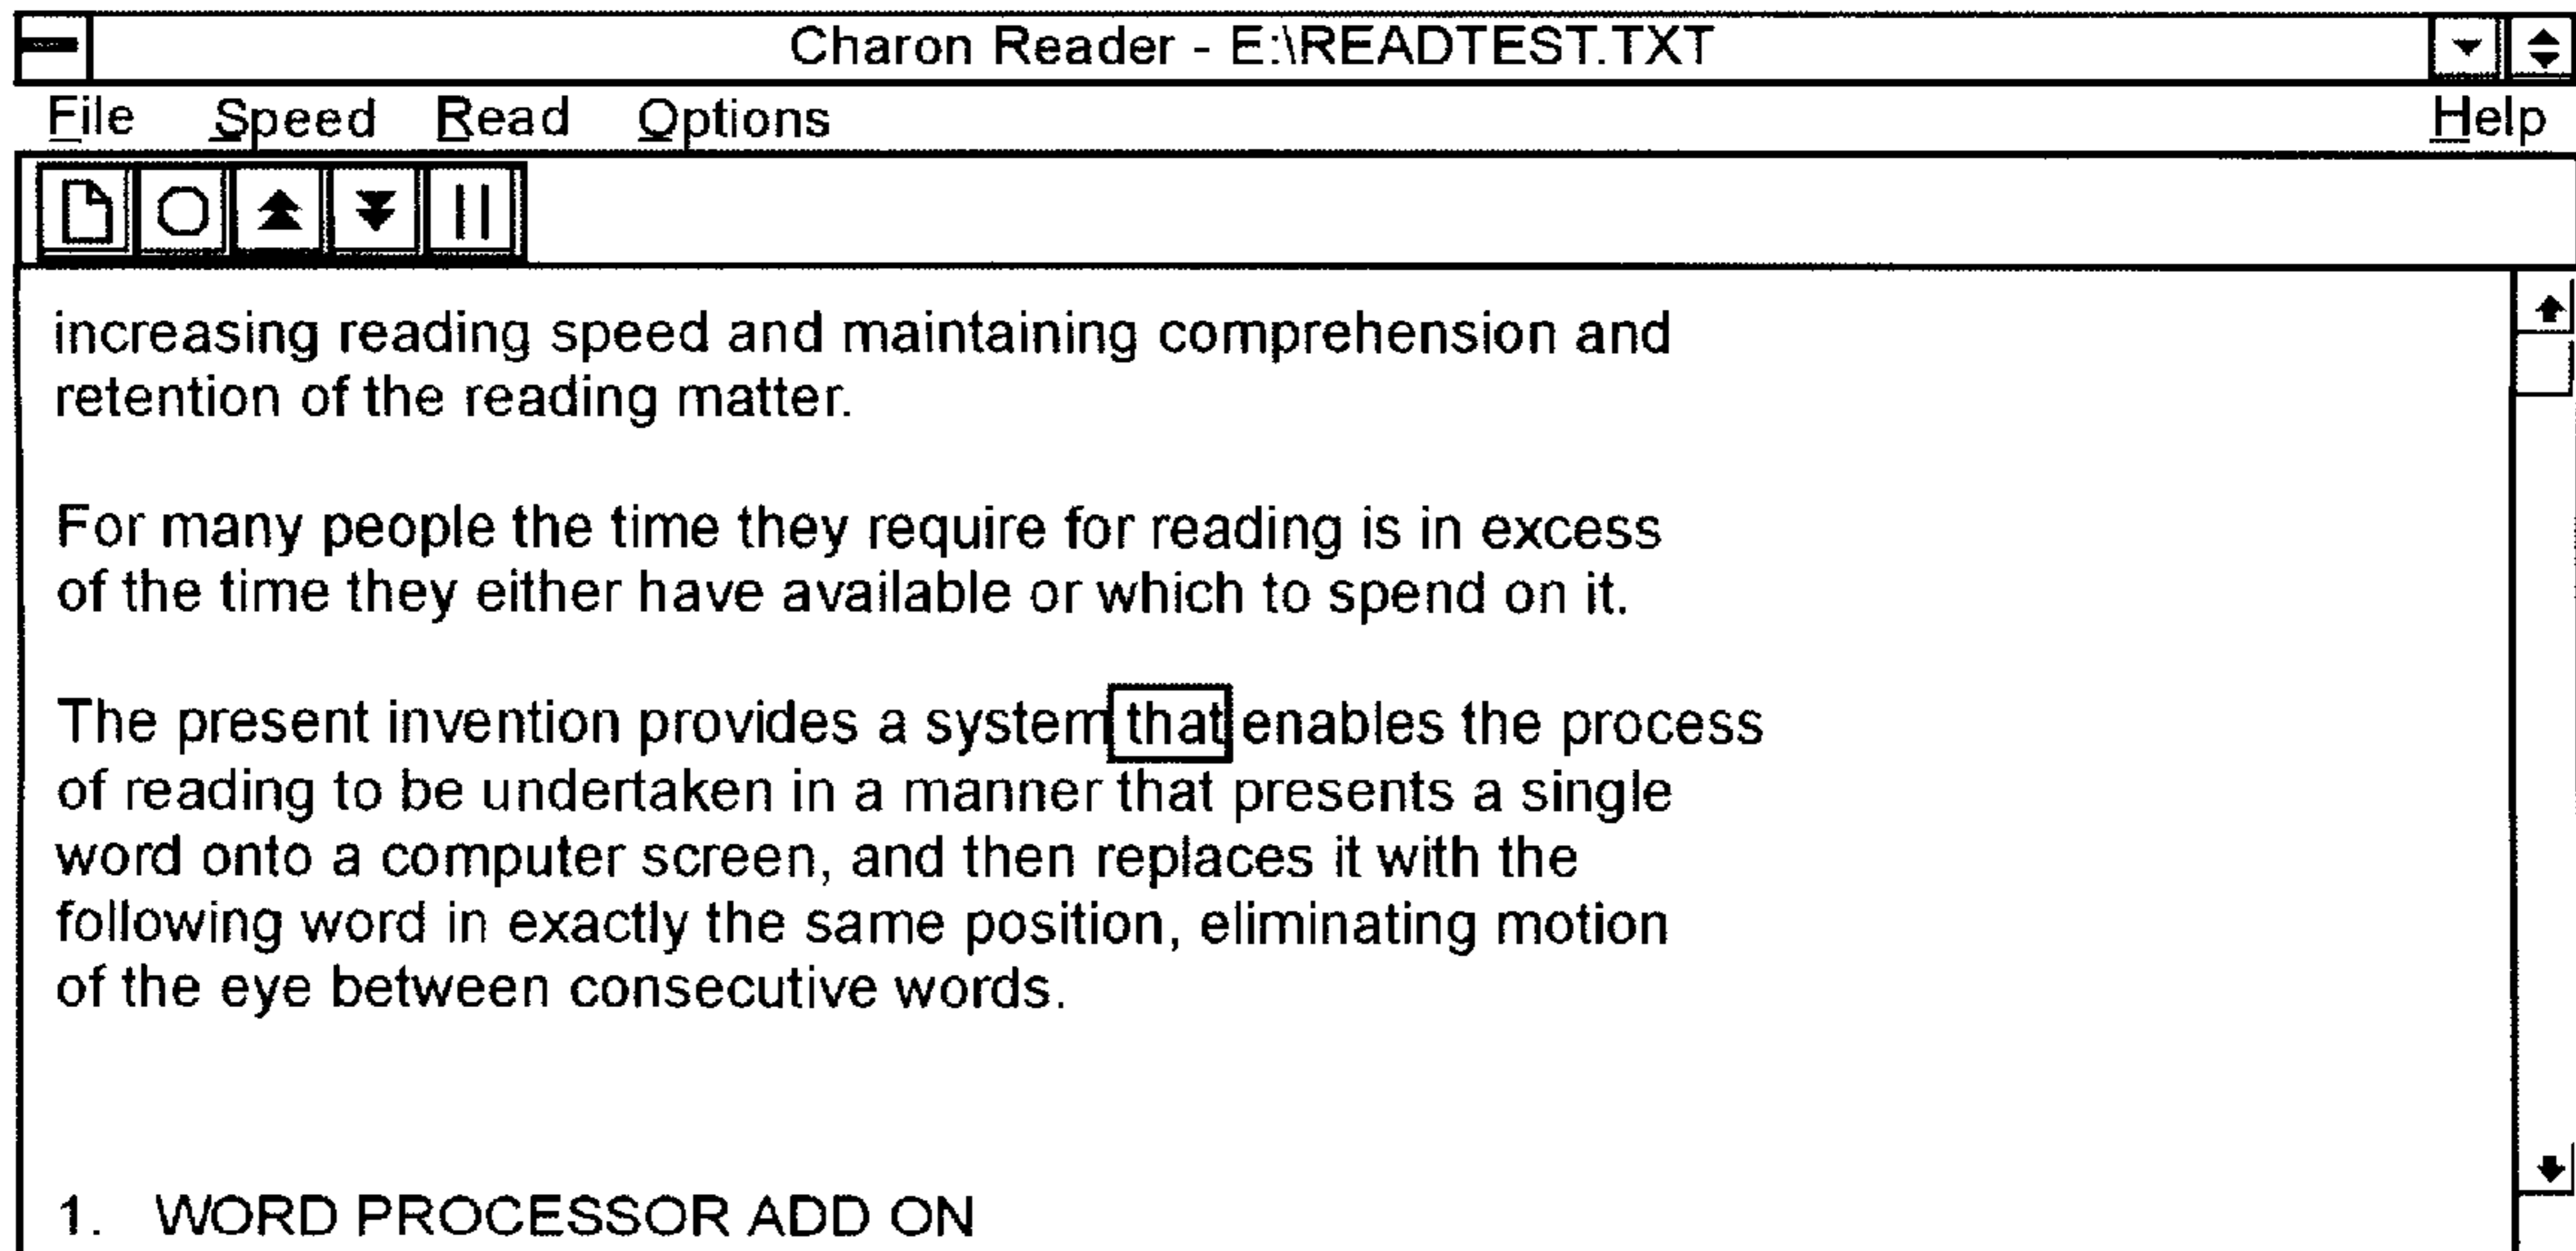 Charon Reader - E:\READTEST.TXT
File Speed Read Options Help
increasing reading speed and maintaining comprehension and
retention of the reading matter.
For many people the time they require for reading is in excess
of the time they either have available or which to spend on it.
The present invention provides a system that enables the process
of reading to be undertaken in a manner that presents a single
word onto a computer screen, and then replaces it with the
following word in exactly the same position, eliminating motion
of the eye between consecutive words.
1. WORD PROCESSOR ADD ON